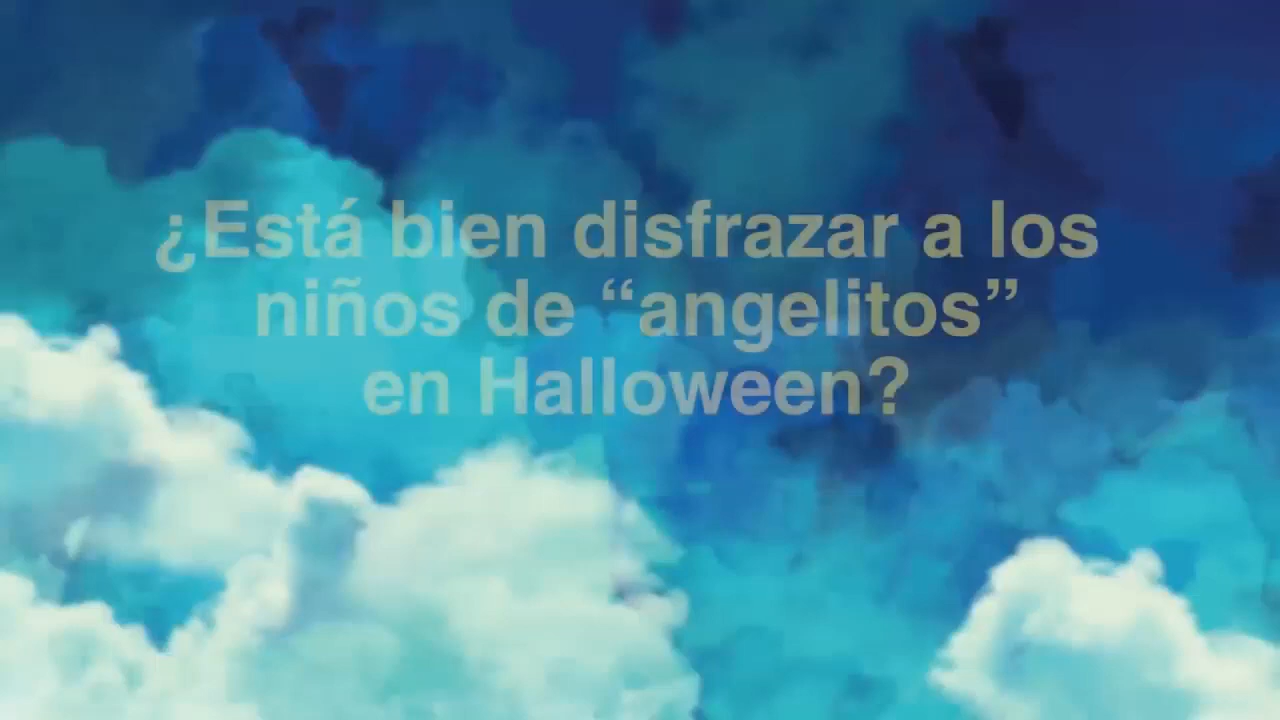 ¿Está bien disfrazar a los
niños de “angelitos”
en Halloween?